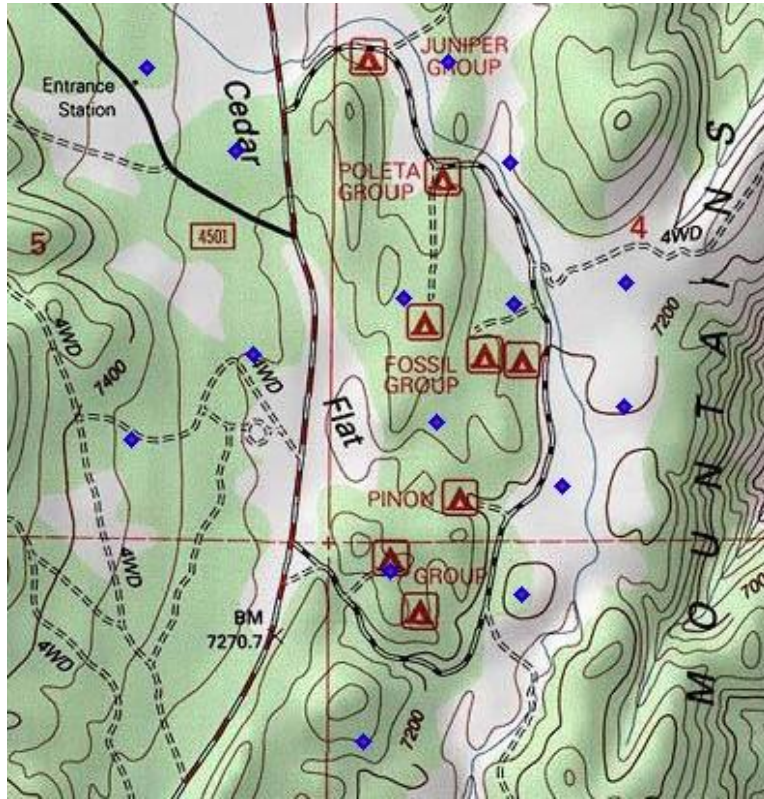 JUNIPER
GROUP
Entrance
Station
Cedar
POLETA
GROUP
5
4501
4
4WD
4WD
7400
4WD
7200
FOSSIL
GROUP
Flat
PINON
4WD
GROUP
BM
7270.7
4WD
7200
MOUNTAINS